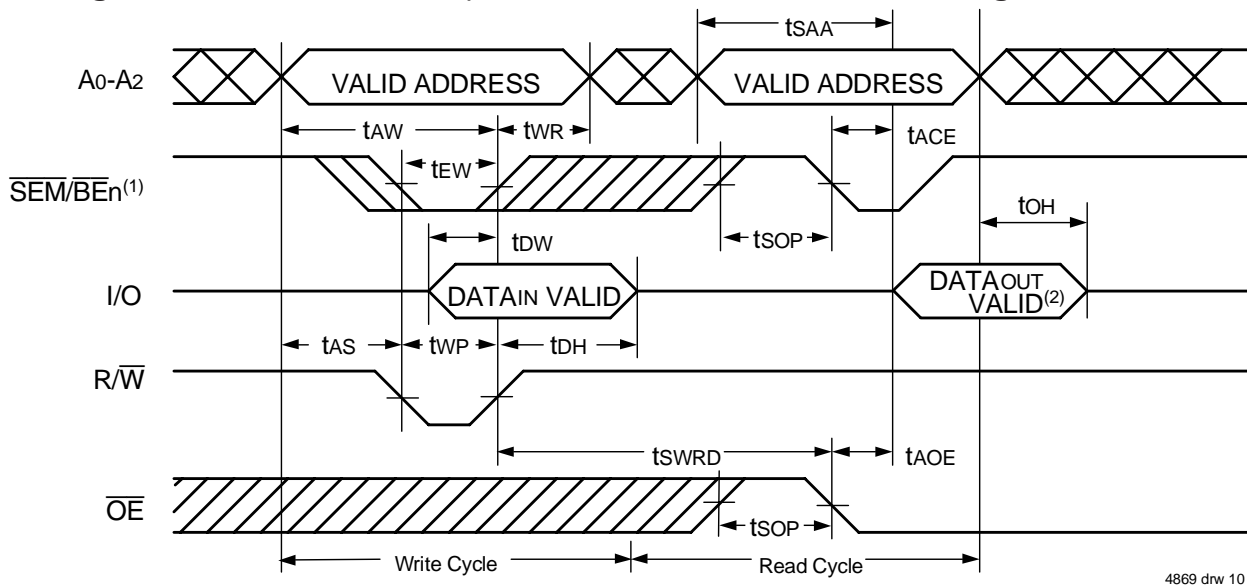 tSAA
A0-A2
VALID ADDRESS
VALID ADDRESS
tAW
tWR
tACE
SEM/BEn(1)
tEW
tSOP
tOH
tDW
I/O
DATAIN VALID
DATAOUT
VALID(2)
tAS
tWP
tDH
R/W
tSWRD
tAOE
OE
tSOP
Write Cycle
Read Cycle
4869 drw 10